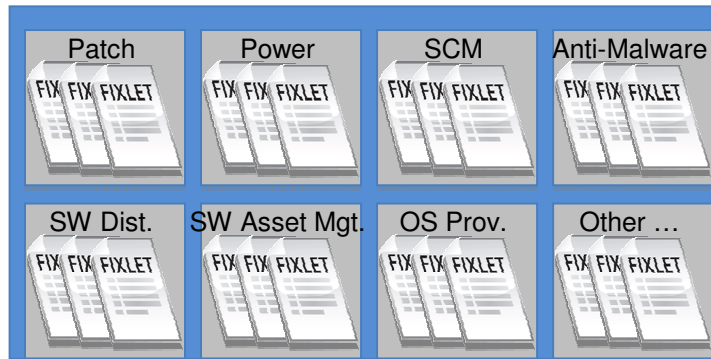 Patch
FIX FIX FIXLET
Power
FIX FIX FIXLET
SCM
FIX FIX FIXLET
Anti-Malware
FIX FIX FIXLET
SW Dist.
FIX FIX FIXLET
SW Asset Mgt.
FIX FIX FIXLET
OS Prov.
FIX FIX FIXLET
Other …
FIX FIX FIXLET